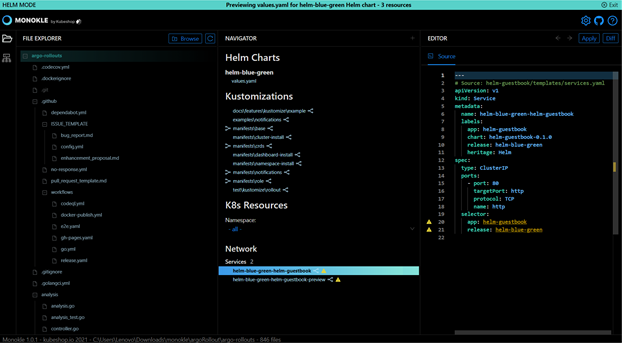 HELM MODE
Previewing values.yaml for helm-blue-green Helm chart - 3 resources
Exit
MONOKLE by Kubeshop
FILE EXPLORER
Browse
argo-rollouts
.codecov.yml
.dockerignore
.git
.github
dependabot.yml
ISSUE_TEMPLATE
bug_report.md
config.yml
enhancement_proposal.md
no-response.yml
pull_request_template.md
workflows
codeql.yml
docker-publish.yml
e2e.yaml
gh-pages.yaml
go.yml
release.yaml
.gitignore
.golangci.yml
analysis
analysis.go
analysis_test.go
controller.go
NAVIGATOR
Helm Charts
helm-blue-green
values.yaml
Kustomizations
docs\features\kustomize\example
examples\notifications
manifests\base
manifests\cluster-install
manifests\crds
manifests\dashboard-install
manifests\namespace-install
manifests\notifications
manifests\role
test\kustomize\rollout
K8s Resources
Namespace:
- all -
Network
Services 2
helm-blue-green-helm-guestbook
helm-blue-green-helm-guestbook-preview
EDITOR
Apply
Diff
Source
1 ---
2 # Source: helm-guestbook/templates/services.yaml
3 apiVersion: v1
4 kind: Service
5 metadata:
6 name: helm-blue-green-helm-guestbook
7 labels:
8 app: helm-guestbook
9 chart: helm-guestbook-0.1.0
10 release: helm-blue-green
11 heritage: Helm
12 spec:
13 type: ClusterIP
14 ports:
15 - port: 80
16 targetPort: http
17 protocol: TCP
18 name: http
19 selector:
20 app: helm-guestbook
21 release: helm-blue-green
22
Monokle 1.0.1 - kubeshop.io 2021 - C:\Users\Lenovo\Downloads\monokle\argoRollout\argo-rollouts - 846 files